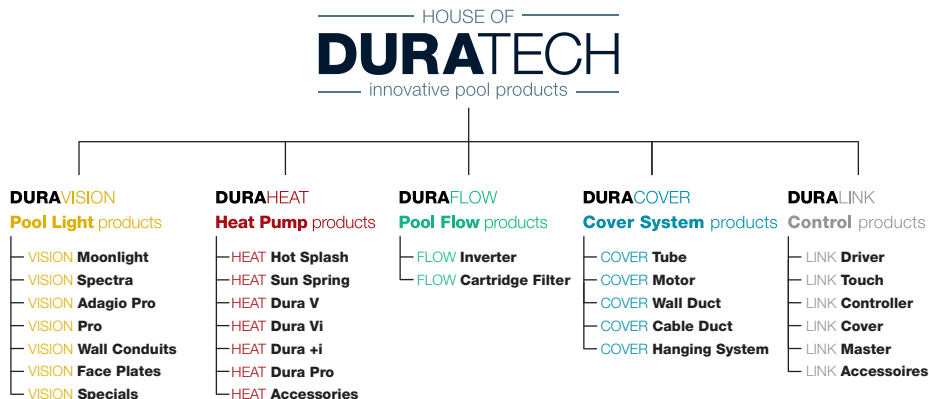 HOUSE OF
DURATECH
innovative pool products
DURAVISION
Pool Light products
VISION Moonlight
VISION Spectra
VISION Adagio Pro
VISION Pro
VISION Wall Conduits
VISION Face Plates
VISION Specials
DURAHEAT
Heat Pump products
HEAT Hot Splash
HEAT Sun Spring
HEAT Dura V
HEAT Dura Vi
HEAT Dura +i
HEAT Dura Pro
HEAT Accessories
DURAFLOW
Pool Flow products
FLOW Inverter
FLOW Cartridge Filter
DURACOVER
Cover System products
COVER Tube
COVER Motor
COVER Wall Duct
COVER Cable Duct
COVER Hanging System
DURALINK
Control products
LINK Driver
LINK Touch
LINK Controller
LINK Cover
LINK Master
LINK Accessoires